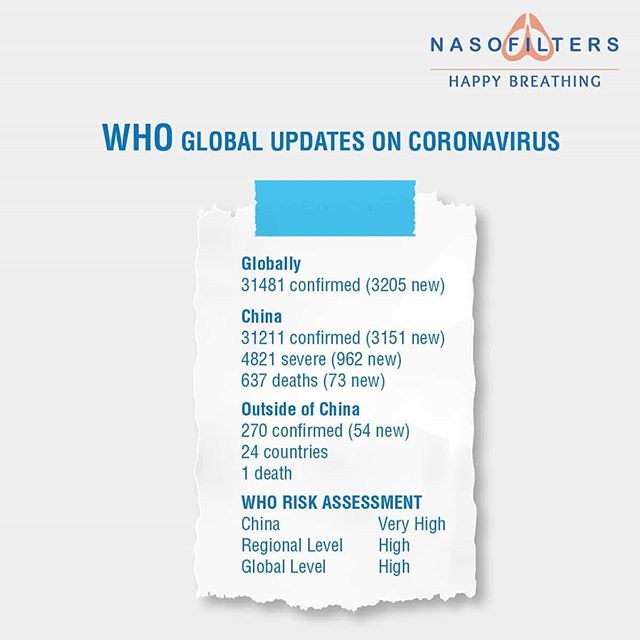 NASOFILTERS
HAPPY BREATHING
WHO GLOBAL UPDATES ON CORONAVIRUS
Globally
31481 confirmed (3205 new)
China
31211 confirmed (3151 new)
4821 severe (962 new)
637 deaths (73 new)
Outside of China
270 confirmed (54 new)
24 countries
1 death
WHO RISK ASSESSMENT
China Very High
Regional Level High
Global Level High